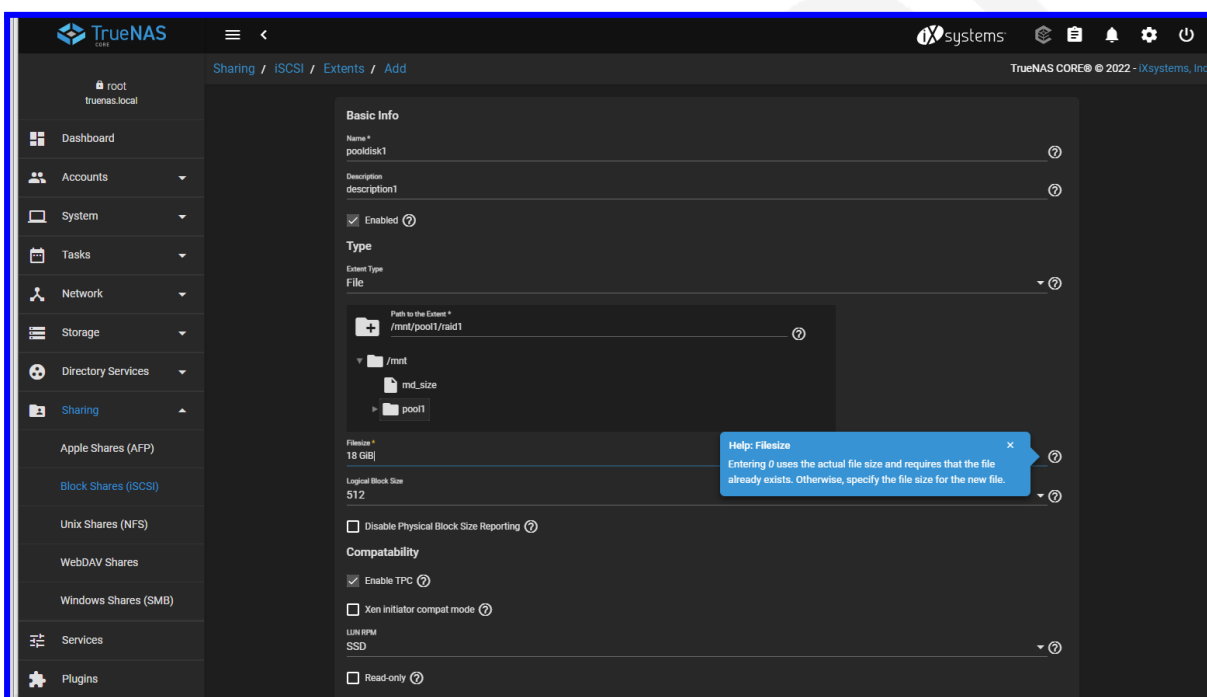 TrueNAS
CORE
iXsystems
Sharing / iSCSI / Extents / Add
TrueNAS CORE® © 2022 - iXsystems, Inc
root
truenas.local
Dashboard
Accounts
System
Tasks
Network
Storage
Directory Services
Sharing
Apple Shares (AFP)
Block Shares (iSCSI)
Unix Shares (NFS)
WebDAV Shares
Windows Shares (SMB)
Services
Plugins
Basic Info
Name *
pooldisk1
Description
description1
Enabled
Type
Extent Type
File
Path to the Extent *
/mnt/pool1/raid1
/mnt
md_size
pool1
Filesize *
18 GiB
Help: Filesize ×
Entering 0 uses the actual file size and requires that the file
already exists. Otherwise, specify the file size for the new file.
Logical Block Size
512
Disable Physical Block Size Reporting
Compatability
Enable TPC
Xen initiator compat mode
LUN RPM
SSD
Read-only